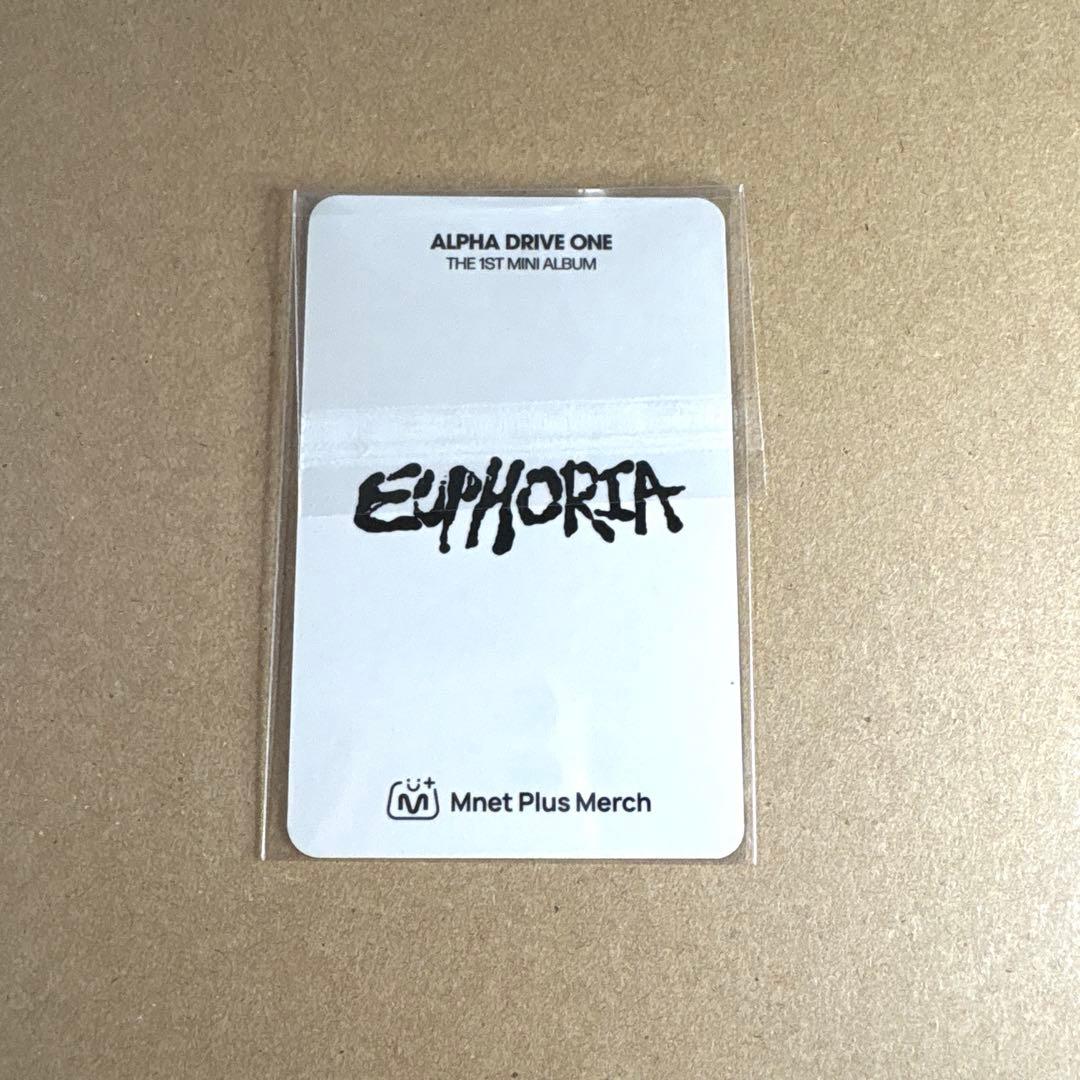 ALPHA DRIVE ONE
THE 1ST MINI ALBUM
EUPHORIA
M Mnet Plus Merch